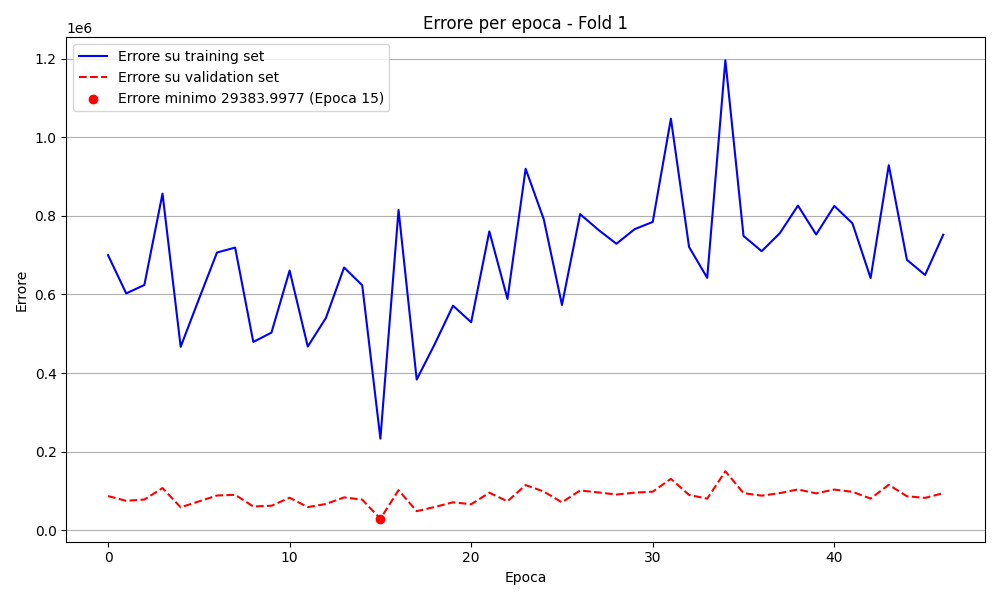 Errore per epoca - Fold 1
1e6
Errore su training set
Errore su validation set
Errore minimo 29383.9977 (Epoca 15)
1.2
1.0
0.8
0.6
0.4
0.2
0.0
Errore
0 10 20 30 40
Epoca